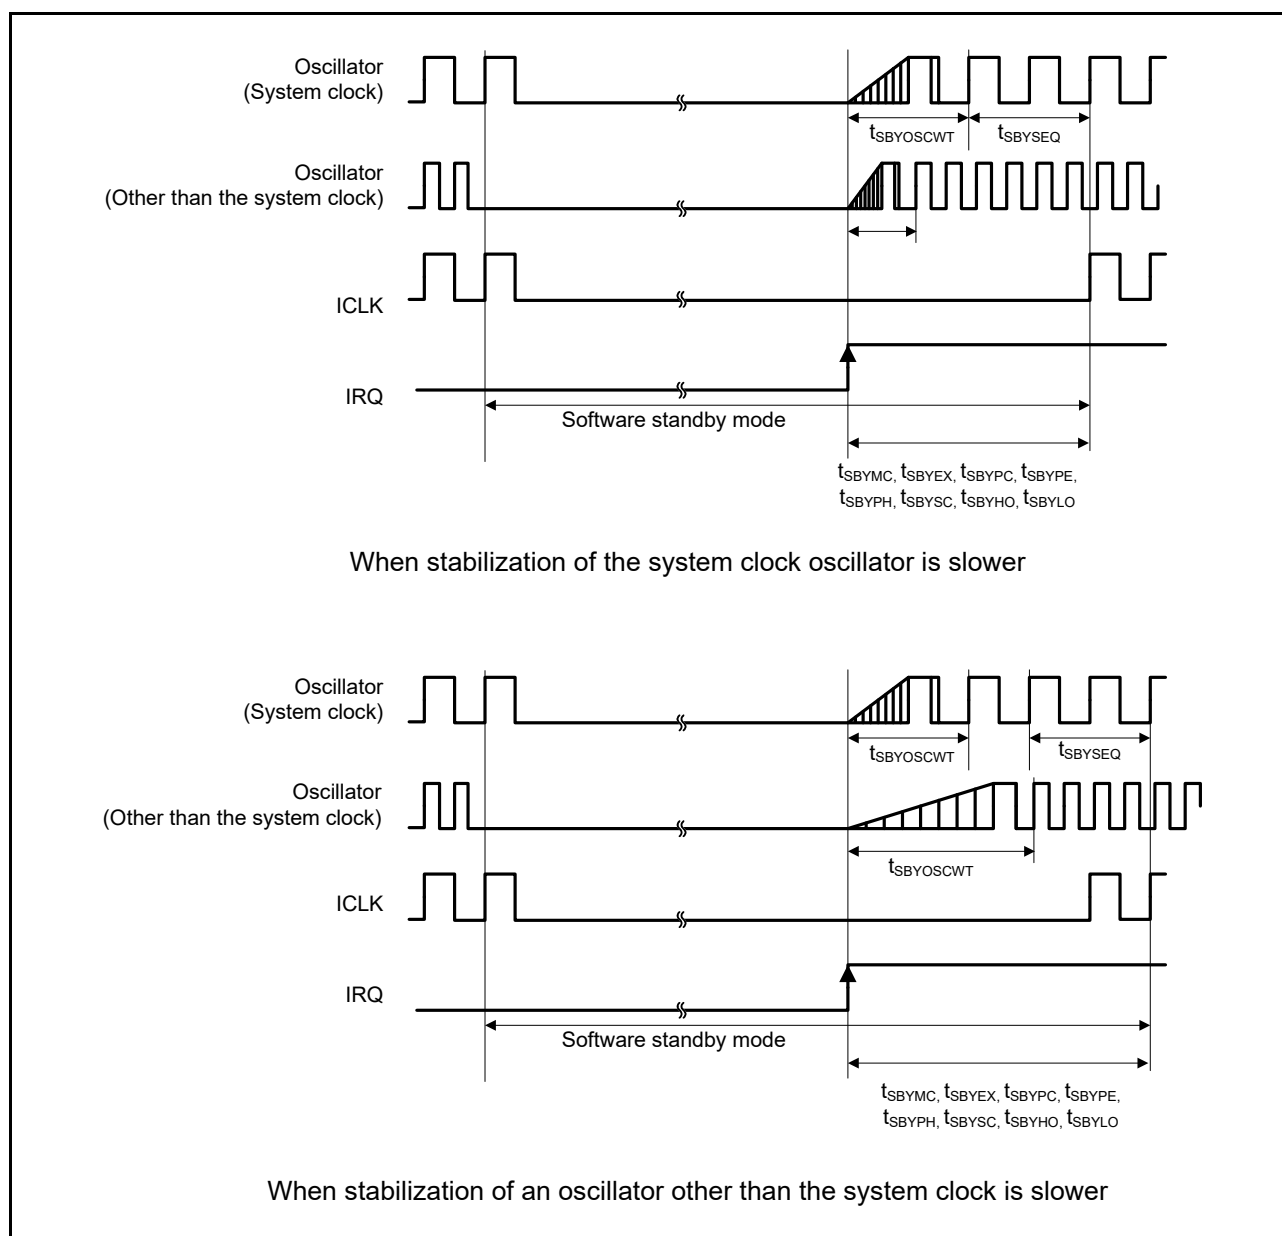 Oscillator
(System clock)
tSBYOSCWT
tSBYSEQ
Oscillator
(Other than the system clock)
ICLK
IRQ
Software standby mode
tSBYMC, tSBYEX, tSBYPC, tSBYPE,
tSBYPH, tSBYSC, tSBYHO, tSBYLO
When stabilization of the system clock oscillator is slower
Oscillator
(System clock)
tSBYOSCWT
tSBYSEQ
Oscillator
(Other than the system clock)
tSBYOSCWT
ICLK
IRQ
Software standby mode
tSBYMC, tSBYEX, tSBYPC, tSBYPE,
tSBYPH, tSBYSC, tSBYHO, tSBYLO
When stabilization of an oscillator other than the system clock is slower